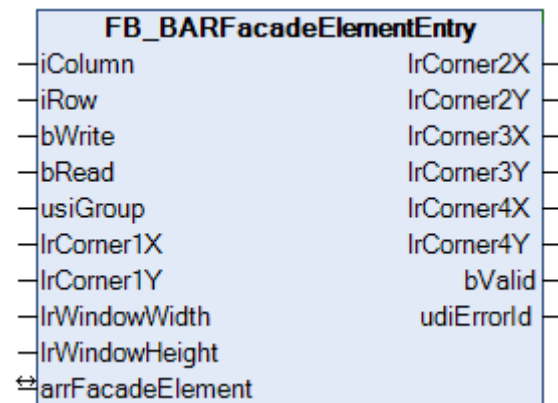 FB_BARFacadeElementEntry
iColumn lrCorner2X
iRow lrCorner2Y
bWrite lrCorner3X
bRead lrCorner3Y
usiGroup lrCorner4X
lrCorner1X lrCorner4Y
lrCorner1Y bValid
lrWindowWidth udiErrorId
lrWindowHeight
arrFacadeElement